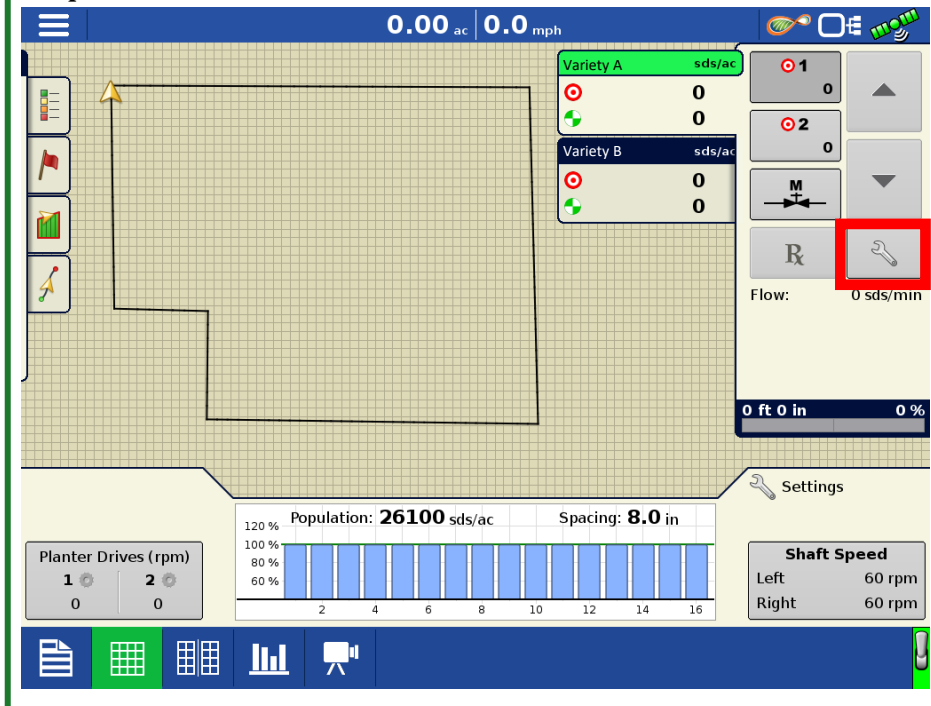 0.00 ac 0.0 mph
Variety A sds/ac
0
0
Variety B sds/ac
0
0
1
0
2
0
M
Rx
Flow: 0 sds/min
0 ft 0 in 0 %
Settings
Population: 26100 sds/ac Spacing: 8.0 in
120 %
100 %
80 %
60 %
2 4 6 8 10 12 14 16
Planter Drives (rpm)
1 2
0 0
Shaft Speed
Left 60 rpm
Right 60 rpm